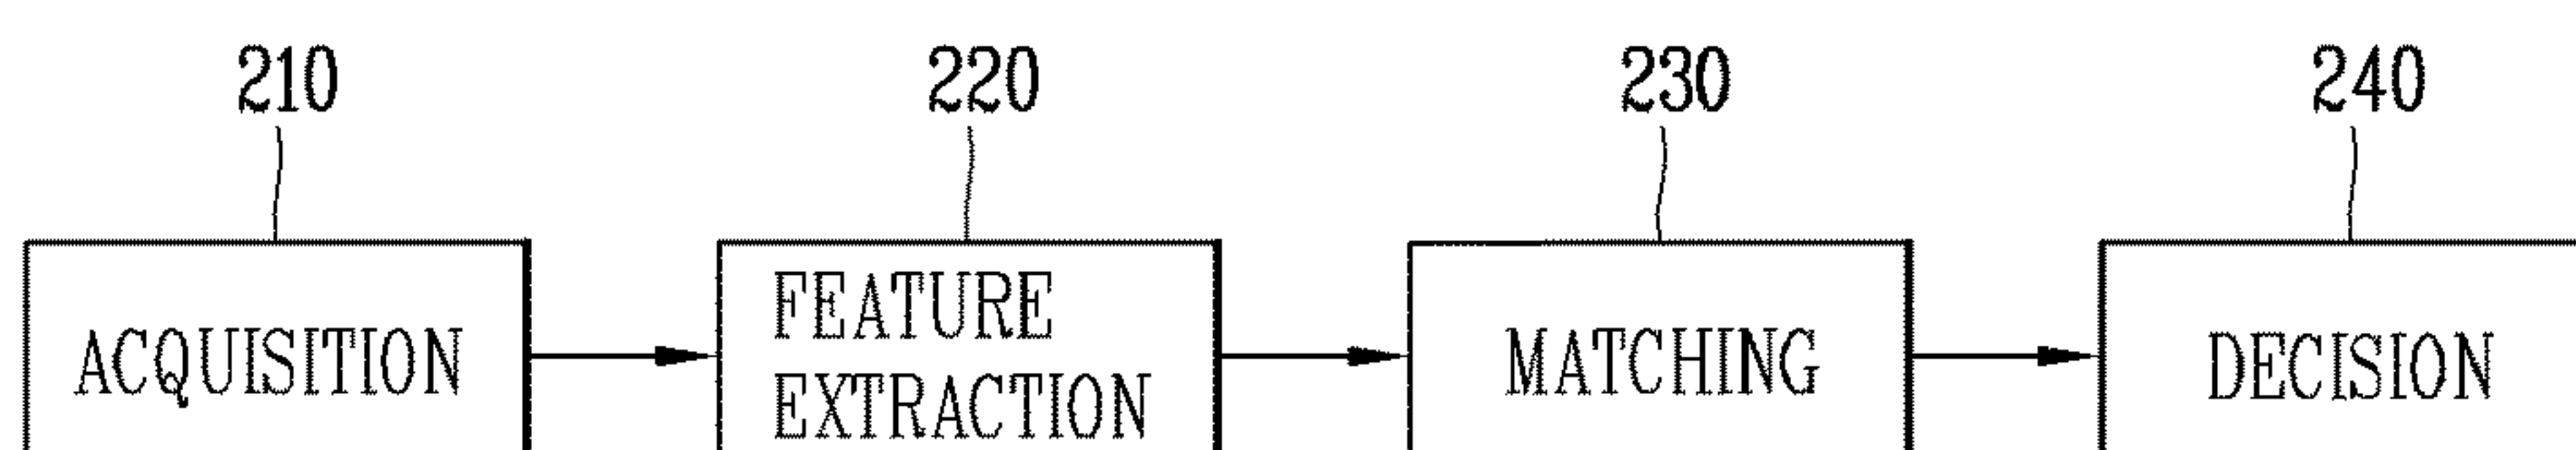 210 220 230 240
ACQUISITION
FEATURE
EXTRACTION
MATCHING
DECISION